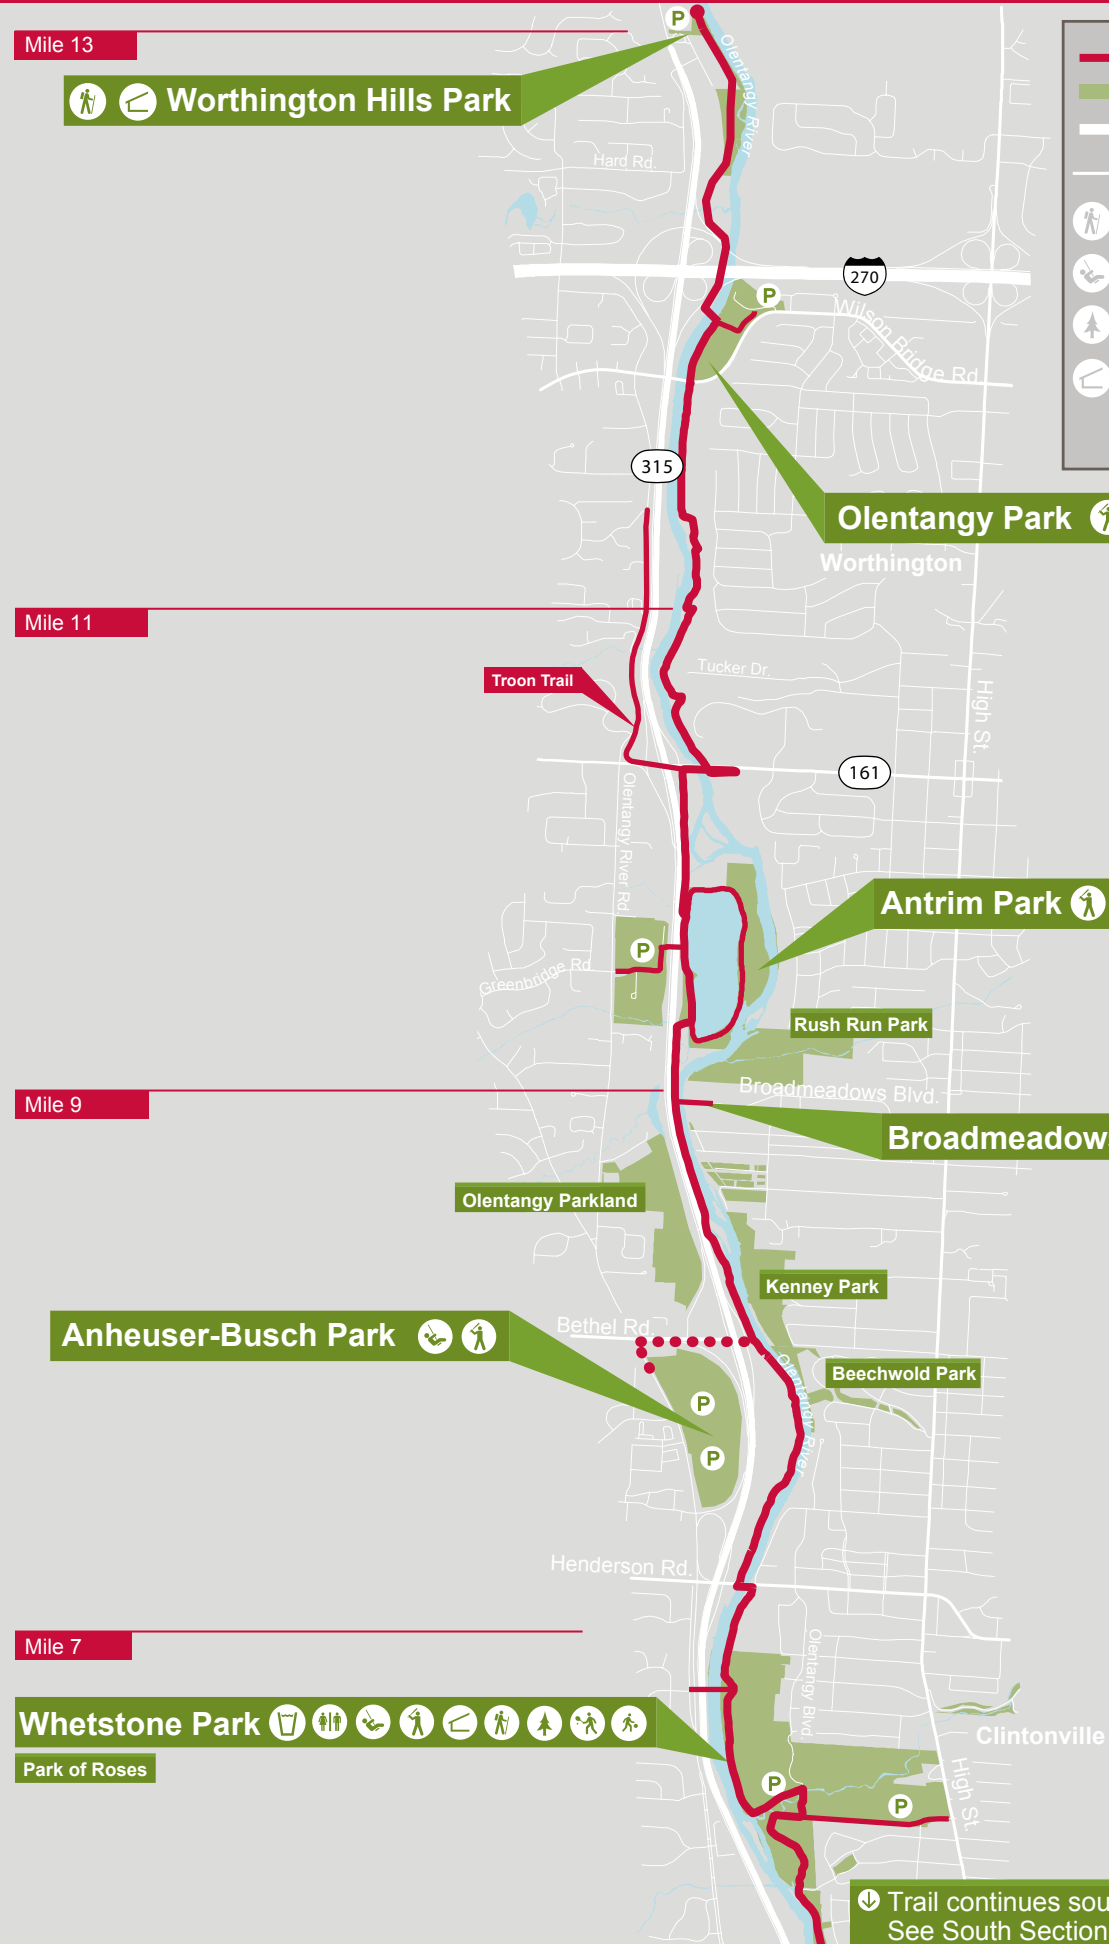 Mile 13
P
Olentangy River
Worthington Hills Park
Hard Rd.
270
P
Wilson Bridge Rd.
315
Olentangy Park
Worthington
Mile 11
Tucker Dr.
Troon Trail
High St.
161
Olentangy River Rd.
Antrim Park
P
Greenbridge Rd
Rush Run Park
Mile 9
Broadmeadows Blvd.
Broadmeadows
Olentangy Parkland
Kenney Park
Anheuser-Busch Park
Bethel Rd.
Olentangy River
Beechwold Park
P
P
Henderson Rd.
Mile 7
Olentangy Blvd.
Whetstone Park
Clintonville
Park of Roses
P
P
High St.
Trail continues sou
See South Section